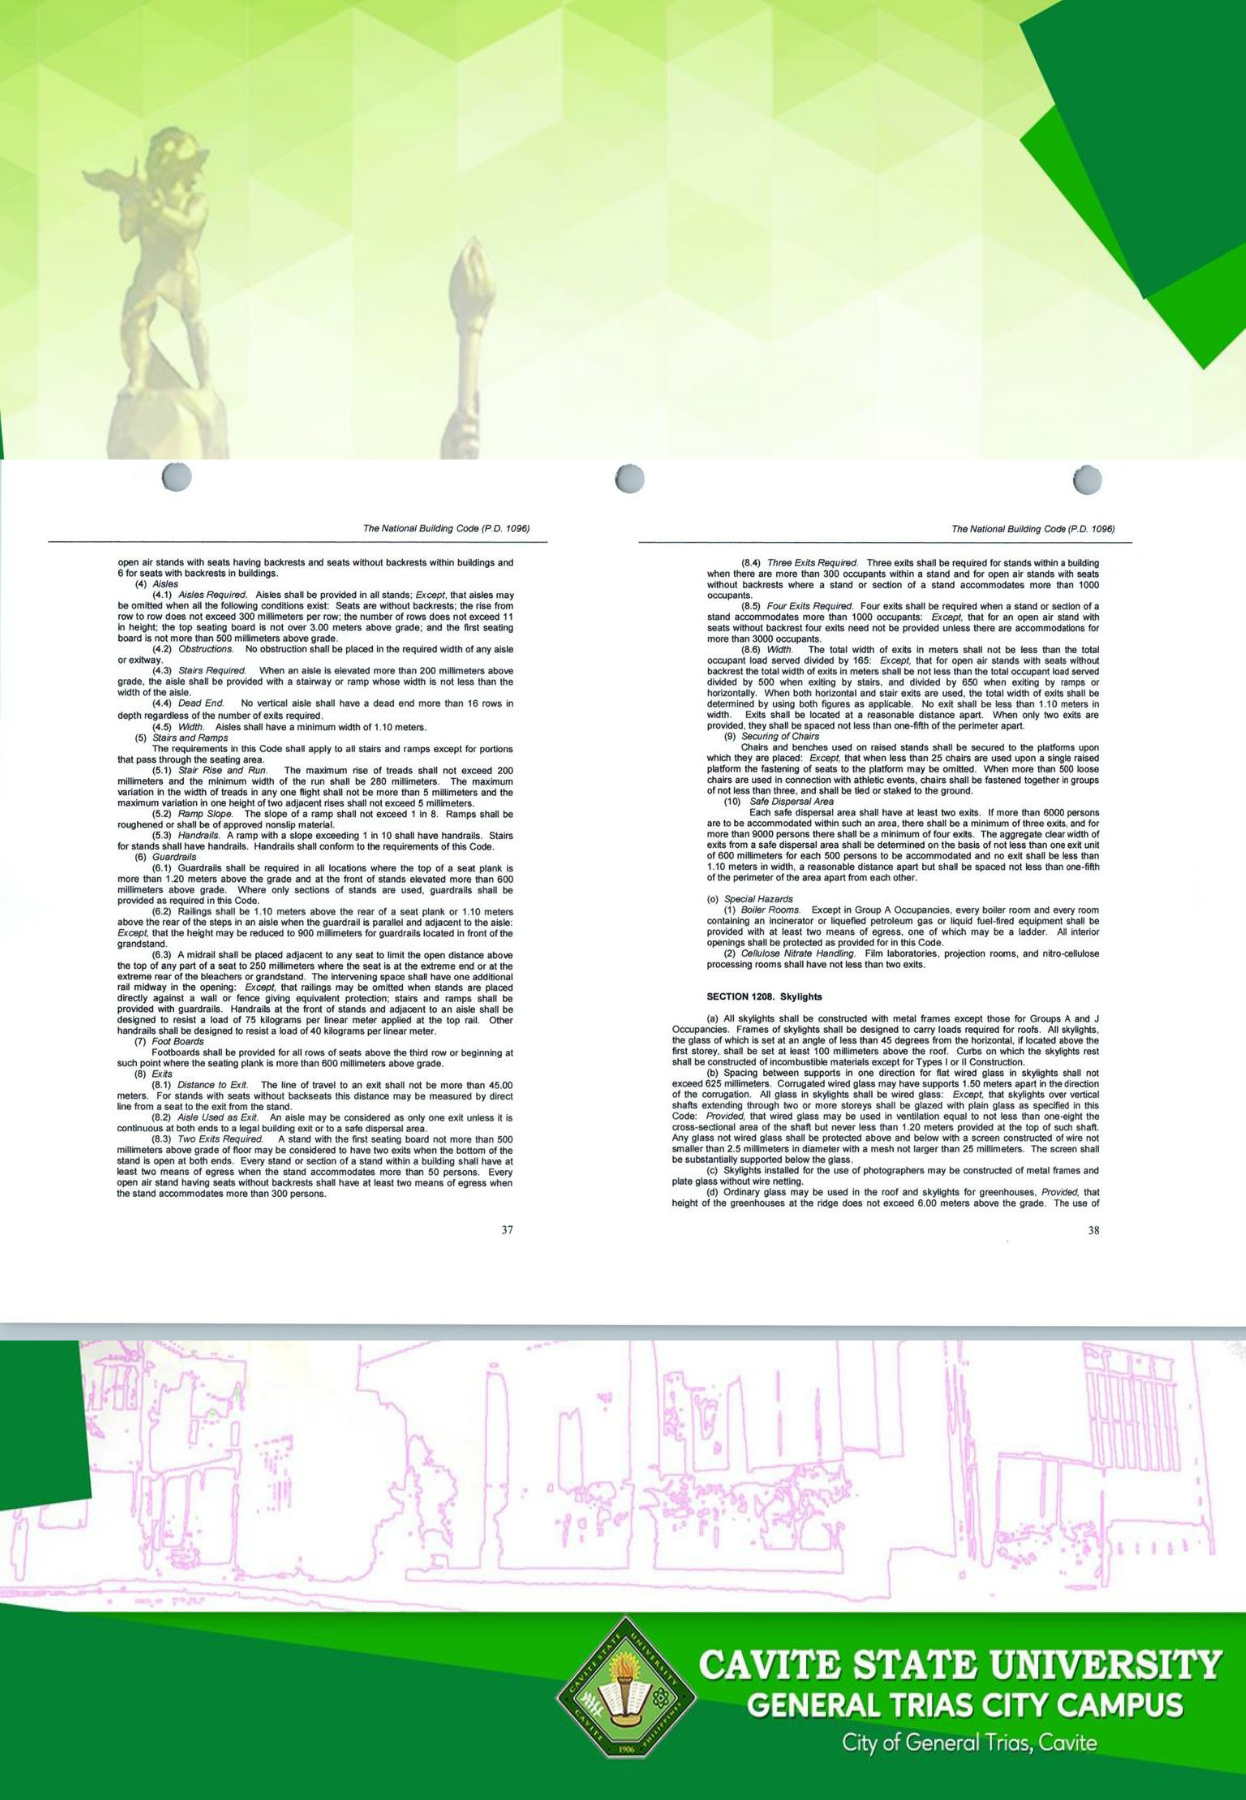 The National Building Code (P.D. 1096)
open air stands with seats having backrests and seats without backrests within buildings and
6 for seats with backrests in buildings.
(4) Aisles
(4.1) Aisles Required. Aisles shall be provided in all stands; Except, that aisles may
be omitted when all the following conditions exist: Seats are without backrests; the rise from
row to row does not exceed 300 millimeters per row; the number of rows does not exceed 11
in height; the top seating board is not over 3.00 meters above grade; and the first seating
board is not more than 500 millimeters above grade.
(4.2) Obstructions. No obstruction shall be placed in the required width of any aisle
or exitway.
(4.3) Stairs Required. When an aisle is elevated more than 200 millimeters above
grade, the aisle shall be provided with a stairway or ramp whose width is not less than the
width of the aisle.
(4.4) Dead End. No vertical aisle shall have a dead end more than 16 rows in
depth regardless of the number of exits required.
(4.5) Width. Aisles shall have a minimum width of 1.10 meters.
(5) Stairs and Ramps
The requirements in this Code shall apply to all stairs and ramps except for portions
that pass through the seating area.
(5.1) Stair Rise and Run. The maximum rise of treads shall not exceed 200
millimeters and the minimum width of the run shall be 280 millimeters. The maximum
variation in the width of treads in any one flight shall not be more than 5 millimeters and the
maximum variation in one height of two adjacent rises shall not exceed 5 millimeters.
(5.2) Ramp Slope. The slope of a ramp shall not exceed 1 in 8. Ramps shall be
roughened or shall be of approved nonslip material.
(5.3) Handrails. A ramp with a slope exceeding 1 in 10 shall have handrails. Stairs
for stands shall have handrails. Handrails shall conform to the requirements of this Code.
(6) Guardrails
(6.1) Guardrails shall be required in all locations where the top of a seat plank is
more than 1.20 meters above the grade and at the front of stands elevated more than 600
millimeters above grade. Where only sections of stands are used, guardrails shall be
provided as required in this Code.
(6.2) Railings shall be 1.10 meters above the rear of a seat plank or 1.10 meters
above the rear of the steps in an aisle when the guardrail is parallel and adjacent to the aisle:
Except, that the height may be reduced to 900 millimeters for guardrails located in front of the
grandstand.
(6.3) A midrail shall be placed adjacent to any seat to limit the open distance above
the top of any part of a seat to 250 millimeters where the seat is at the extreme end or at the
extreme rear of the bleachers or grandstand. The intervening space shall have one additional
rail midway in the opening: Except, that railings may be omitted when stands are placed
directly against a wall or fence giving equivalent protection; stairs and ramps shall be
provided with guardrails. Handrails at the front of stands and adjacent to an aisle shall be
designed to resist a load of 75 kilograms per linear meter applied at the top rail. Other
handrails shall be designed to resist a load of 40 kilograms per linear meter.
(7) Foot Boards
Footboards shall be provided for all rows of seats above the third row or beginning at
such point where the seating plank is more than 600 millimeters above grade.
(8) Exits
(8.1) Distance to Exit. The line of travel to an exit shall not be more than 45.00
meters. For stands with seats without backseats this distance may be measured by direct
line from a seat to the exit from the stand.
(8.2) Aisle Used as Exit. An aisle may be considered as only one exit unless it is
continuous at both ends to a legal building exit or to a safe dispersal area.
(8.3) Two Exits Required. A stand with the first seating board not more than 500
millimeters above grade of floor may be considered to have two exits when the bottom of the
stand is open at both ends. Every stand or section of a stand within a building shall have at
least two means of egress when the stand accommodates more than 50 persons. Every
open air stand having seats without backrests shall have at least two means of egress when
the stand accommodates more than 300 persons.
37
The National Building Code (P.D. 1096)
(8.4) Three Exits Required. Three exits shall be required for stands within a building
when there are more than 300 occupants within a stand and for open air stands with seats
without backrests where a stand or section of a stand accommodates more than 1000
occupants.
(8.5) Four Exits Required. Four exits shall be required when a stand or section of a
stand accommodates more than 1000 occupants: Except, that for an open air stand with
seats without backrest four exits need not be provided unless there are accommodations for
more than 3000 occupants.
(8.6) Width. The total width of exits in meters shall not be less than the total
occupant load served divided by 165: Except, that for open air stands with seats without
backrest the total width of exits in meters shall be not less than the total occupant load served
divided by 500 when exiting by stairs, and divided by 650 when exiting by ramps or
horizontally. When both horizontal and stair exits are used, the total width of exits shall be
determined by using both figures as applicable. No exit shall be less than 1.10 meters in
width. Exits shall be located at a reasonable distance apart. When only two exits are
provided, they shall be spaced not less than one-fifth of the perimeter apart.
(9) Securing of Chairs
Chairs and benches used on raised stands shall be secured to the platforms upon
which they are placed: Except, that when less than 25 chairs are used upon a single raised
platform the fastening of seats to the platform may be omitted. When more than 500 loose
chairs are used in connection with athletic events, chairs shall be fastened together in groups
of not less than three, and shall be tied or staked to the ground.
(10) Safe Dispersal Area
Each safe dispersal area shall have at least two exits. If more than 6000 persons
are to be accommodated within such an area, there shall be a minimum of three exits, and for
more than 9000 persons there shall be a minimum of four exits. The aggregate clear width of
exits from a safe dispersal area shall be determined on the basis of not less than one exit unit
of 600 millimeters for each 500 persons to be accommodated and no exit shall be less than
1.10 meters in width, a reasonable distance apart but shall be spaced not less than one-fifth
of the perimeter of the area apart from each other.
(o) Special Hazards
(1) Boiler Rooms. Except in Group A Occupancies, every boiler room and every room
containing an incinerator or liquefied petroleum gas or liquid fuel-fired equipment shall be
provided with at least two means of egress, one of which may be a ladder. All interior
openings shall be protected as provided for in this Code.
(2) Cellulose Nitrate Handling. Film laboratories, projection rooms, and nitro-cellulose
processing rooms shall have not less than two exits.
SECTION 1208. Skylights
(a) All skylights shall be constructed with metal frames except those for Groups A and J
Occupancies. Frames of skylights shall be designed to carry loads required for roofs. All skylights,
the glass of which is set at an angle of less than 45 degrees from the horizontal, if located above the
first storey, shall be set at least 100 millimeters above the roof. Curbs on which the skylights rest
shall be constructed of incombustible materials except for Types I or II Construction.
(b) Spacing between supports in one direction for flat wired glass in skylights shall not
exceed 625 millimeters. Corrugated wired glass may have supports 1.50 meters apart in the direction
of the corrugation. All glass in skylights shall be wired glass: Except, that skylights over vertical
shafts extending through two or more storeys shall be glazed with plain glass as specified in this
Code: Provided, that wired glass may be used in ventilation equal to not less than one-eight the
cross-sectional area of the shaft but never less than 1.20 meters provided at the top of such shaft.
Any glass not wired glass shall be protected above and below with a screen constructed of wire not
smaller than 2.5 millimeters in diameter with a mesh not larger than 25 millimeters. The screen shall
be substantially supported below the glass.
(c) Skylights installed for the use of photographers may be constructed of metal frames and
plate glass without wire netting.
(d) Ordinary glass may be used in the roof and skylights for greenhouses, Provided, that
height of the greenhouses at the ridge does not exceed 6.00 meters above the grade. The use of
38
CAVITE STATE UNIVERSITY
CAVITE
PHILIPPINES
1906
CAVITE STATE UNIVERSITY
GENERAL TRIAS CITY CAMPUS
City of General Trias, Cavite